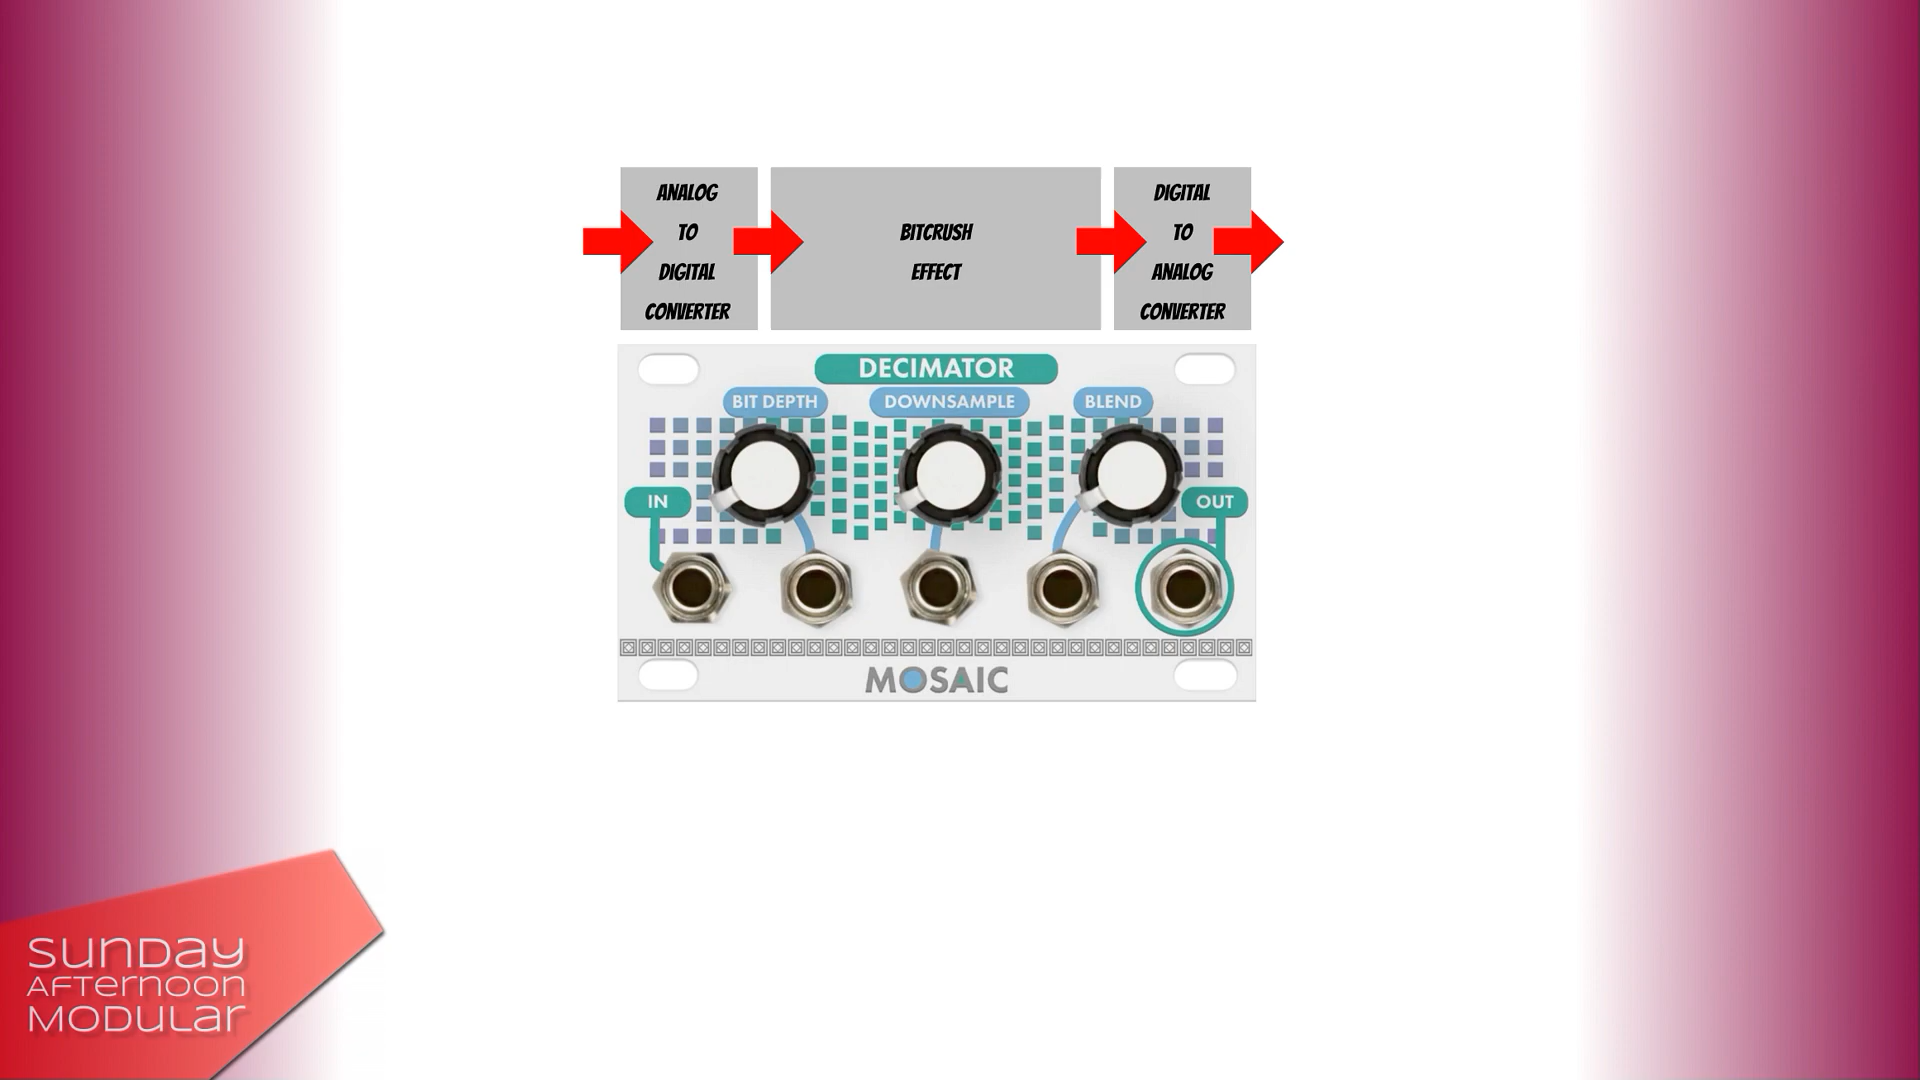 ANALOG
TO
DIGITAL
CONVERTER
BITCRUSH
EFFECT
DIGITAL
TO
ANALOG
CONVERTER
DECIMATOR
BIT DEPTH
DOWNSAMPLE
BLEND
IN
OUT
MOSAIC
SUNDAY
AFTERNOON
MODULAR